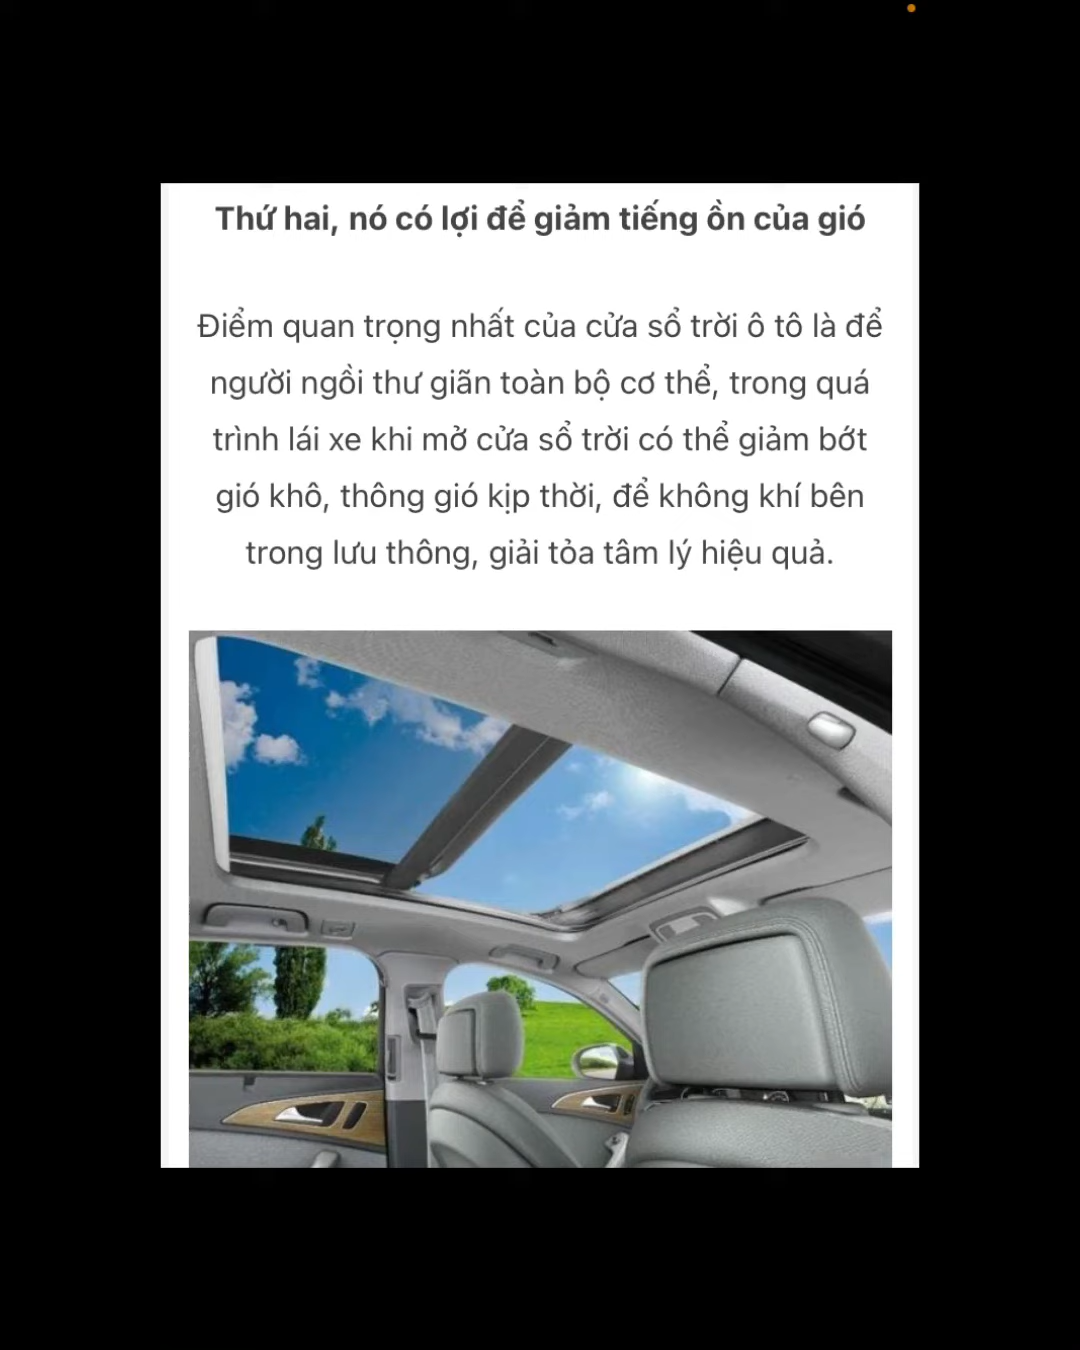 Thứ hai, nó có lợi để giảm tiếng ồn của gió
Điểm quan trọng nhất của cửa sổ trời ô tô là để
người ngồi thư giãn toàn bộ cơ thể, trong quá
trình lái xe khi mở cửa sổ trời có thể giảm bớt
gió khô, thông gió kịp thời, để không khí bên
trong lưu thông, giải tỏa tâm lý hiệu quả.